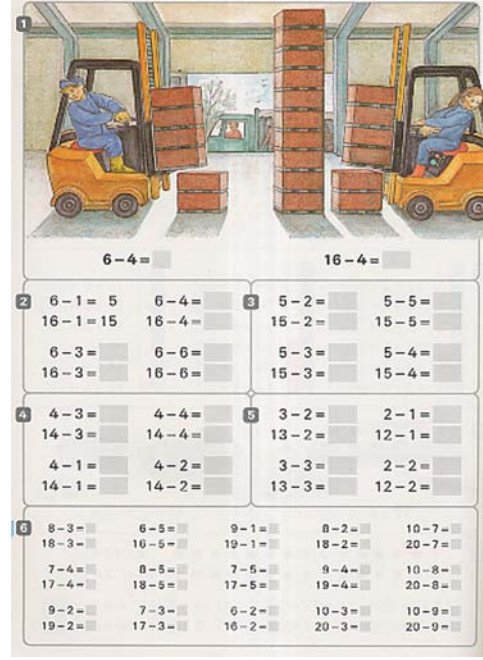 1
6 – 4 = 16 – 4 =
2
6 – 1 = 5 6 – 4 =
16 – 1 = 15 16 – 4 =
6 – 3 = 6 – 6 =
16 – 3 = 16 – 6 =
3
5 – 2 = 5 – 5 =
15 – 2 = 15 – 5 =
5 – 3 = 5 – 4 =
15 – 3 = 15 – 4 =
4
4 – 3 = 4 – 4 =
14 – 3 = 14 – 4 =
4 – 1 = 4 – 2 =
14 – 1 = 14 – 2 =
5
3 – 2 = 2 – 1 =
13 – 2 = 12 – 1 =
3 – 3 = 2 – 2 =
13 – 3 = 12 – 2 =
6
8 – 3 = 6 – 5 = 9 – 1 = 8 – 2 = 10 – 7 =
18 – 3 = 16 – 5 = 19 – 1 = 18 – 2 = 20 – 7 =
7 – 4 = 8 – 5 = 7 – 5 = 9 – 4 = 10 – 8 =
17 – 4 = 18 – 5 = 17 – 5 = 19 – 4 = 20 – 8 =
9 – 2 = 7 – 3 = 6 – 2 = 10 – 3 = 10 – 9 =
19 – 2 = 17 – 3 = 16 – 2 = 20 – 3 = 20 – 9 =